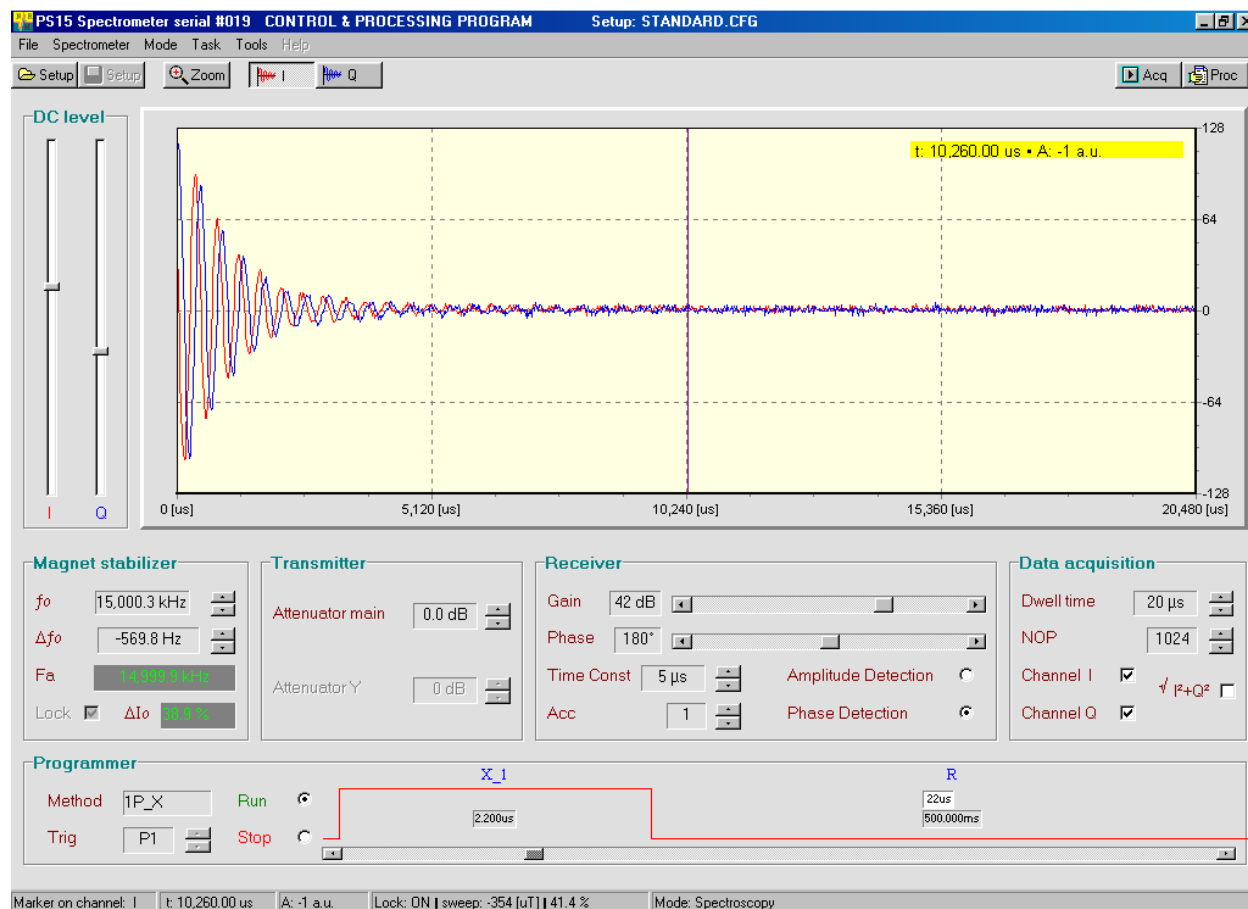 PS15 Spectrometer serial #019 CONTROL & PROCESSING PROGRAM Setup: STANDARD.CFG
File Spectrometer Mode Task Tools Help
Setup Setup Zoom I Q Acq Proc
DC level
128
t: 10,260.00 us ▪ A: -1 a.u.
64
0
-64
-128
I Q
0 [us] 5,120 [us] 10,240 [us] 15,360 [us] 20,480 [us]
Magnet stabilizer Transmitter Receiver Data acquisition
fo 15,000.3 kHz Attenuator main 0.0 dB Gain 42 dB Dwell time 20 µs
Δfo -569.8 Hz Phase 180° NOP 1024
Fa 14,999.9 kHz Attenuator Y 0 dB Time Const 5 µs Amplitude Detection Channel I √ I²+Q²
Lock ΔIo 38.9 % Acc 1 Phase Detection Channel Q
Programmer
X_1 R
Method 1P_X Run 22us
2.200us 500.000ms
Trig P1 Stop
Marker on channel: I t: 10,260.00 us A: -1 a.u. Lock: ON | sweep: -354 [uT] | 41.4 % Mode: Spectroscopy